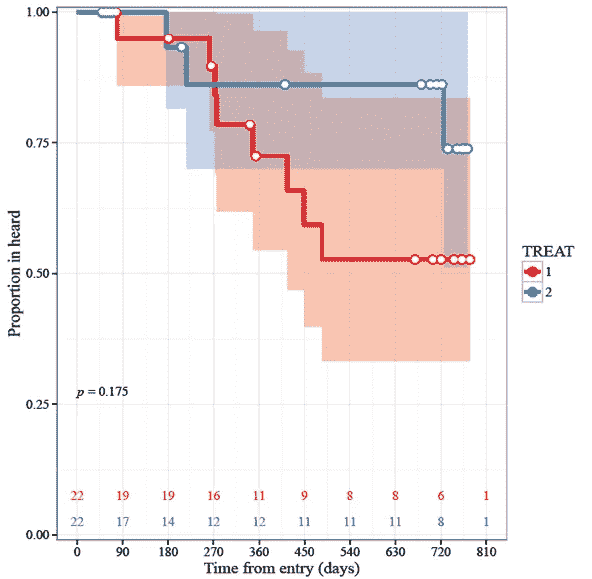 1.00
0.75
Proportion in heard
0.50
TREAT
1
2
p = 0.175
0.25
22 19 19 16 11 9 8 8 6 1
22 17 14 12 12 11 11 11 8 1
0.00
0 90 180 270 360 450 540 630 720 810
Time from entry (days)